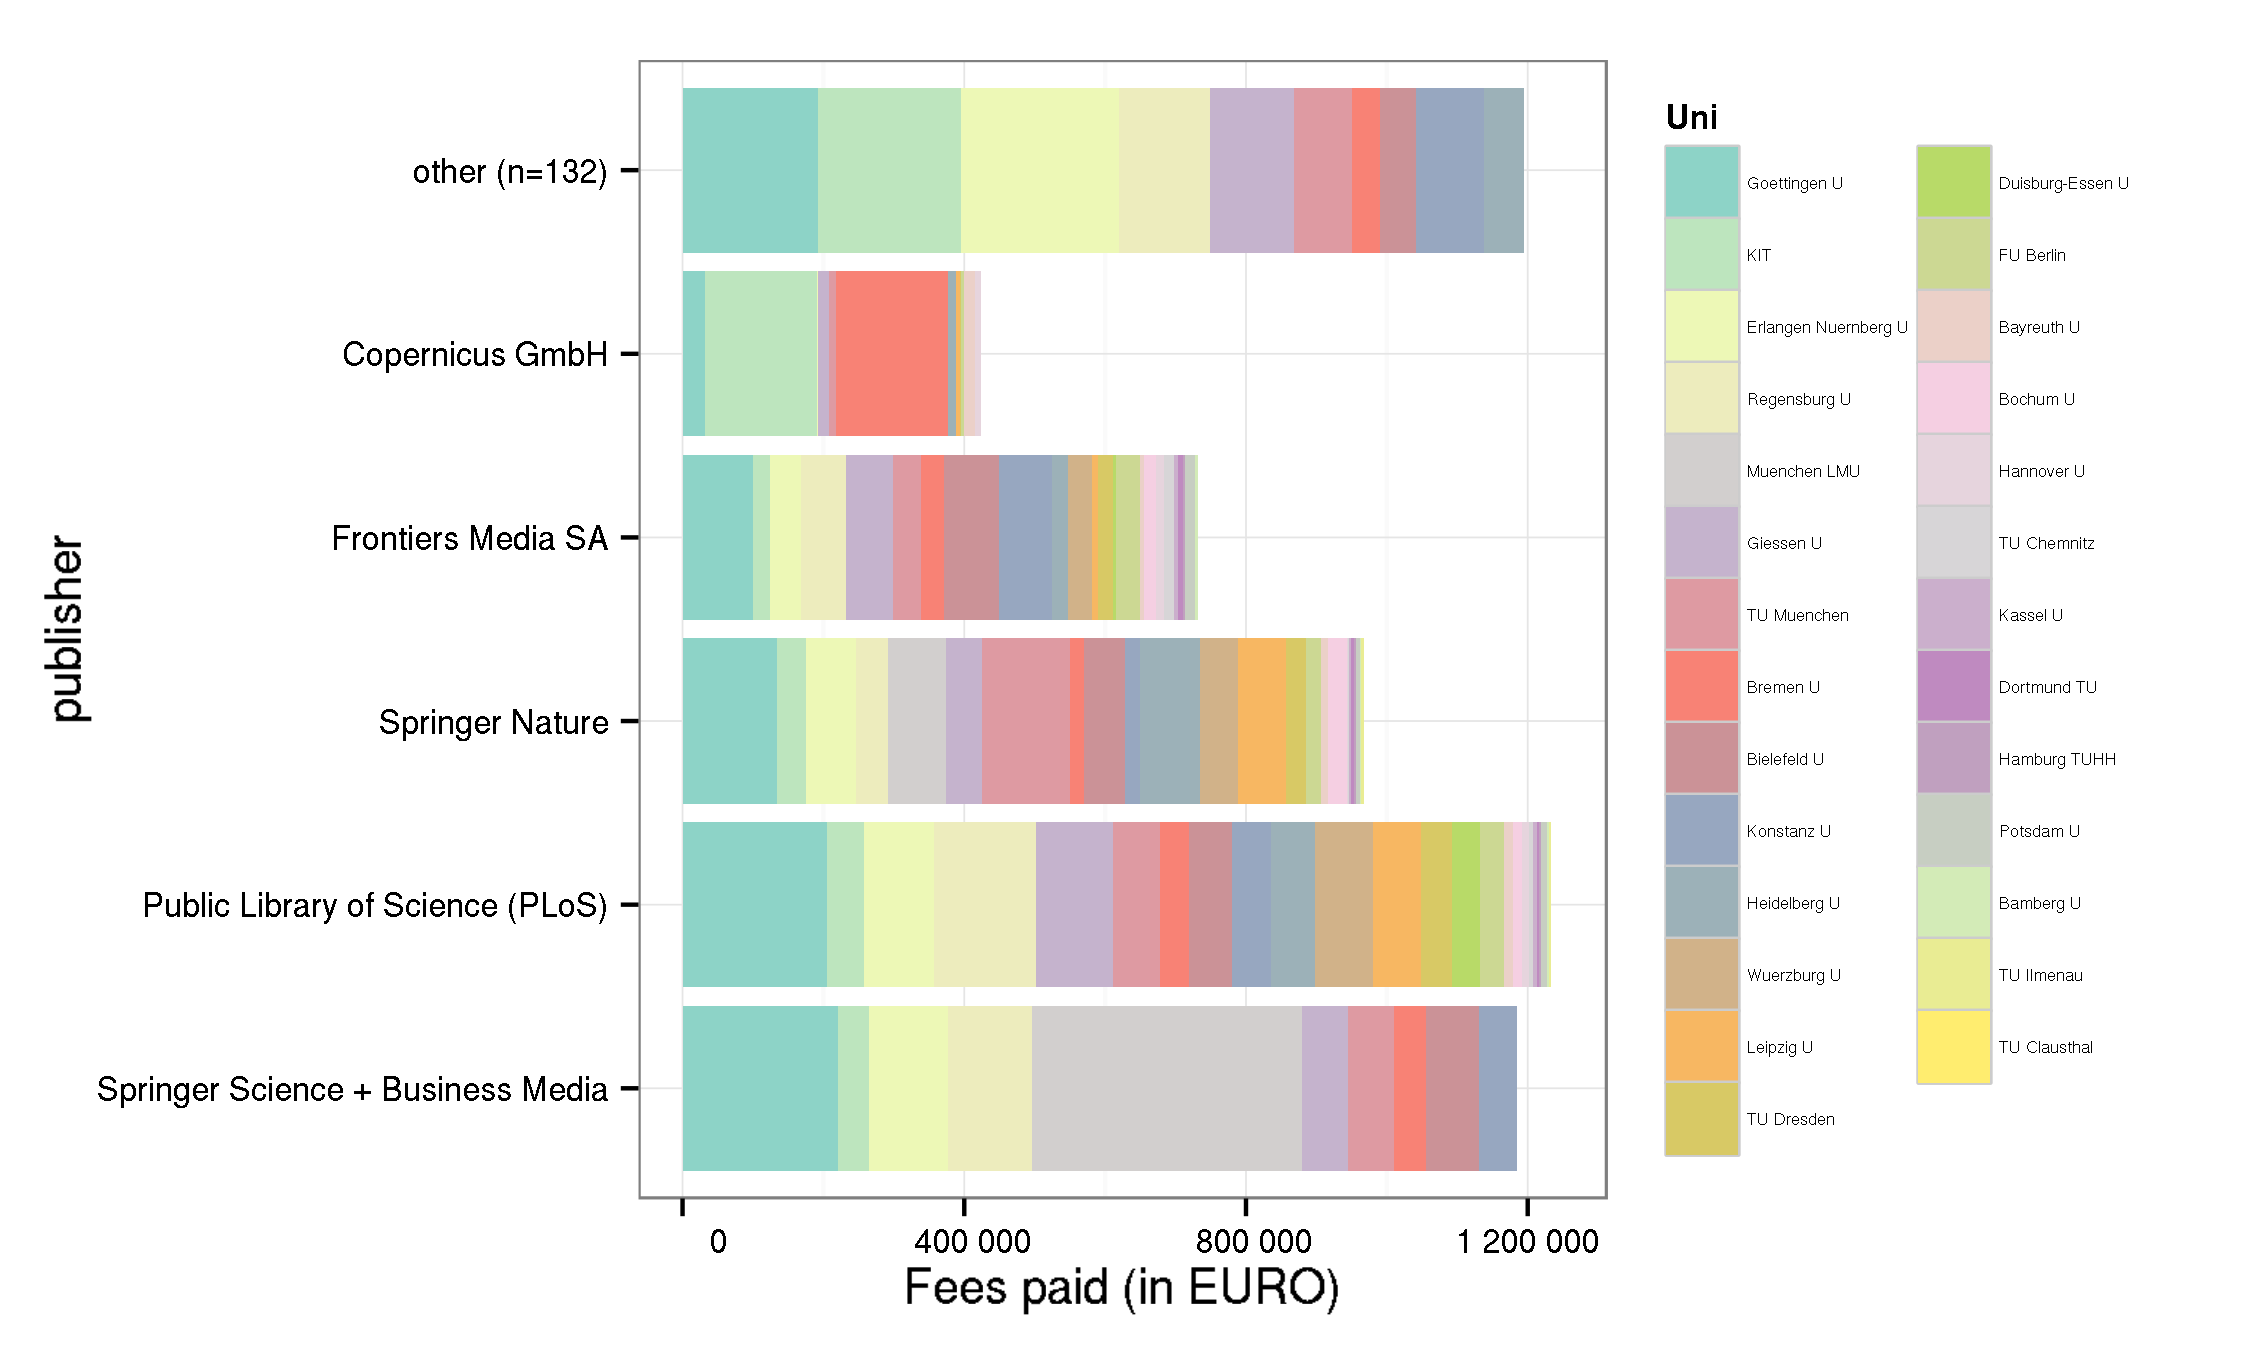 other (n=132)
Copernicus GmbH
Frontiers Media SA
Springer Nature
Public Library of Science (PLoS)
Springer Science + Business Media
publisher
0
400 000
800 000
1 200 000
Fees paid (in EURO)
Uni
Goettingen U
KIT
Erlangen Nuernberg U
Regensburg U
Muenchen LMU
Giessen U
TU Muenchen
Bremen U
Bielefeld U
Konstanz U
Heidelberg U
Wuerzburg U
Leipzig U
TU Dresden
Duisburg-Essen U
FU Berlin
Bayreuth U
Bochum U
Hannover U
TU Chemnitz
Kassel U
Dortmund TU
Hamburg TUHH
Potsdam U
Bamberg U
TU Ilmenau
TU Clausthal